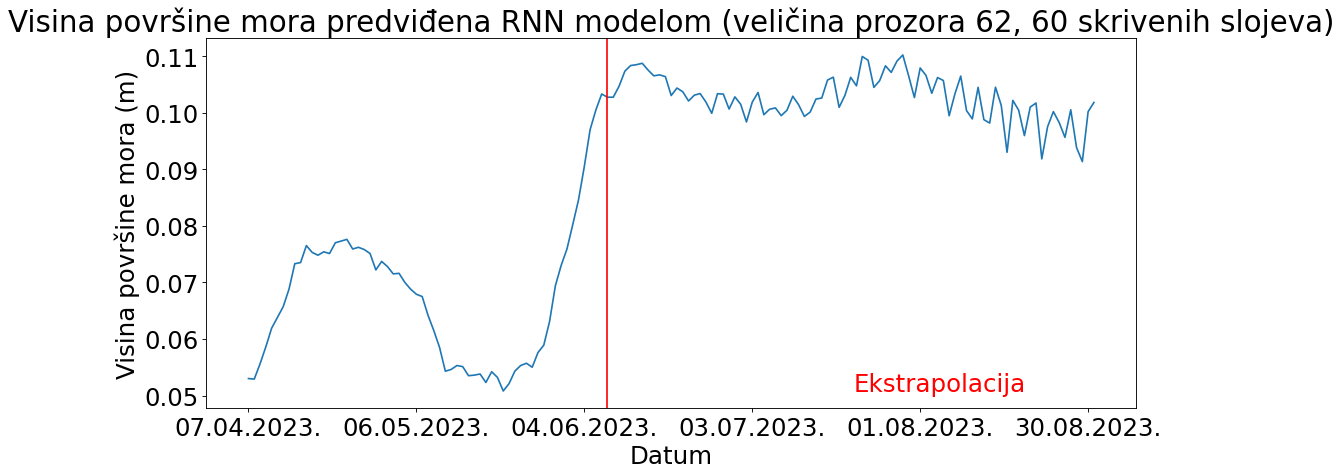 Visina površine mora predviđena RNN modelom (veličina prozora 62, 60 skrivenih slojeva)
Visina površine mora (m)
0.11
0.10
0.09
0.08
0.07
0.06
0.05
Ekstrapolacija
07.04.2023. 06.05.2023. 04.06.2023. 03.07.2023. 01.08.2023. 30.08.2023.
Datum